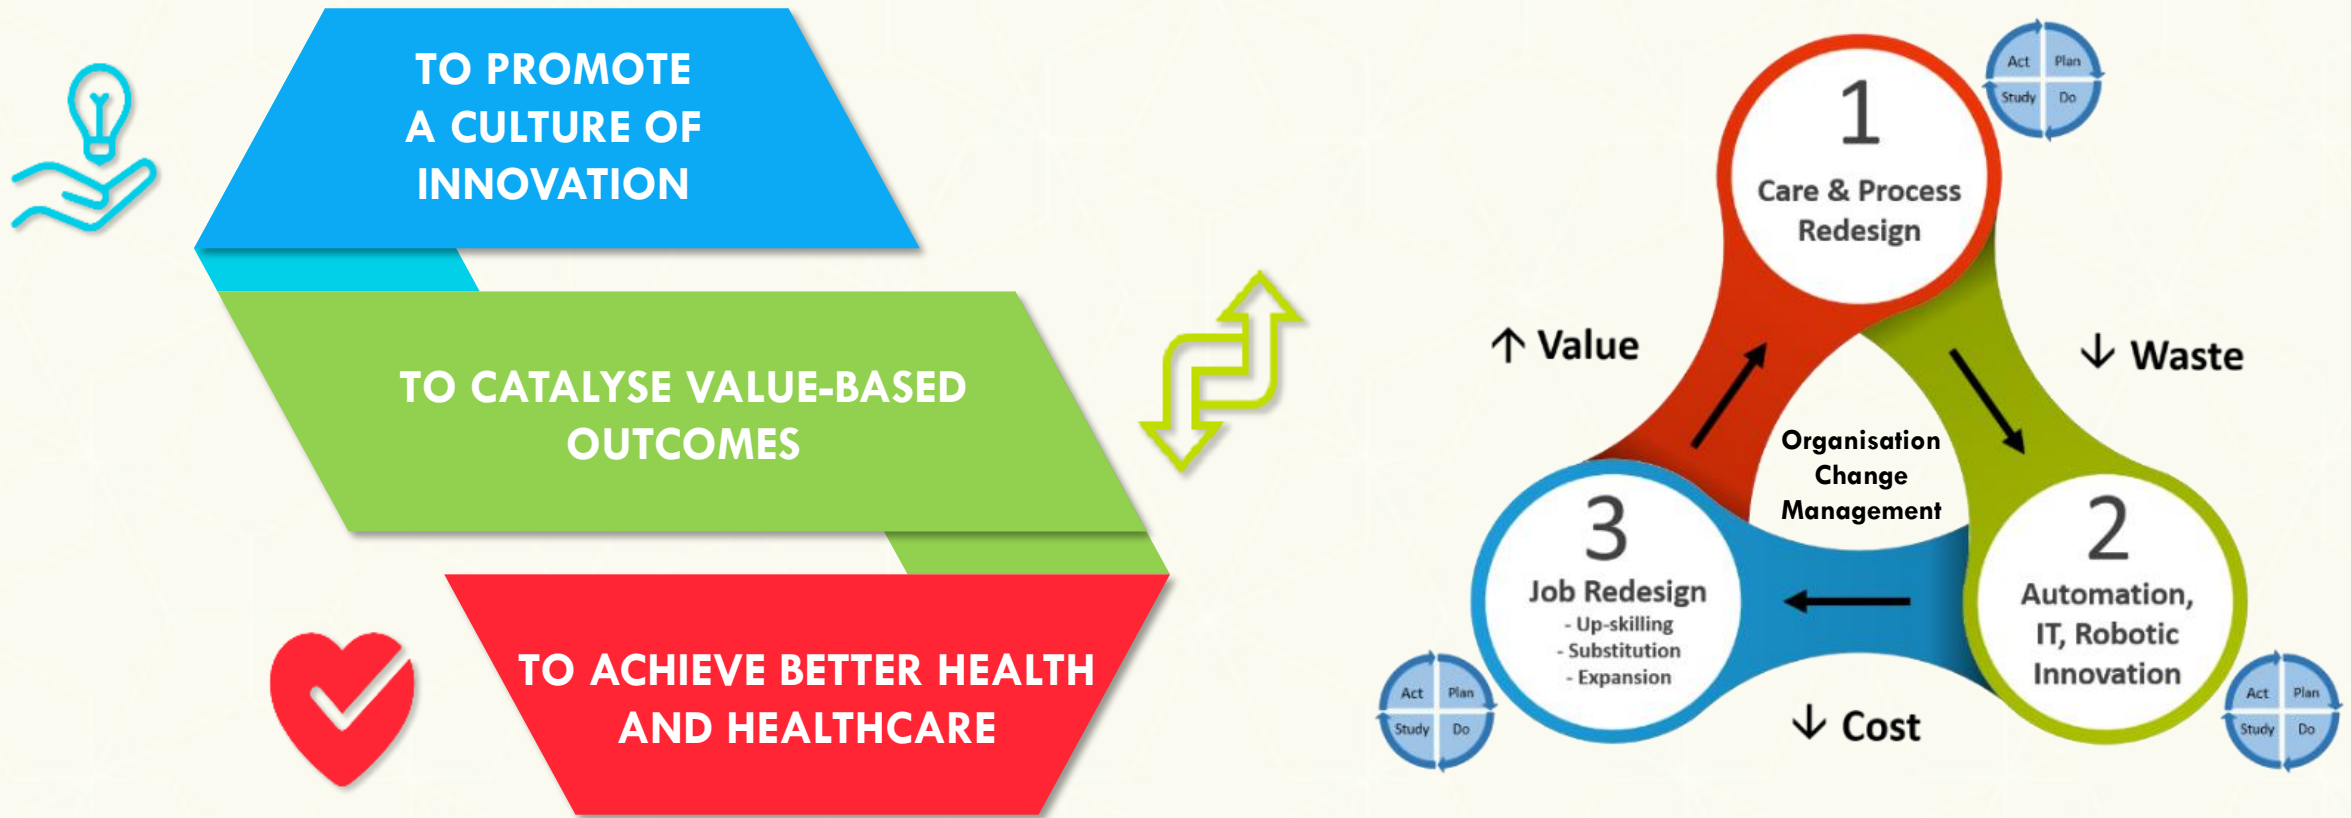 TO PROMOTE
A CULTURE OF
INNOVATION
TO CATALYSE VALUE-BASED
OUTCOMES
TO ACHIEVE BETTER HEALTH
AND HEALTHCARE
1
Care & Process
Redesign
Act Plan
Study Do
↑ Value
↓ Waste
Organisation
Change
Management
3
Job Redesign
- Up-skilling
- Substitution
- Expansion
Act Plan
Study Do
2
Automation,
IT, Robotic
Innovation
Act Plan
Study Do
↓ Cost